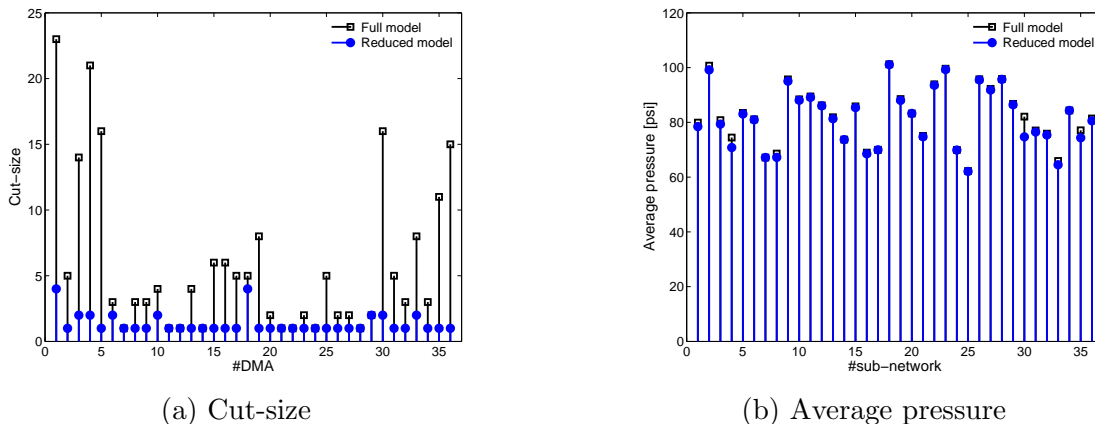 25
20
15
10
5
0
Cut−size
Full model
Reduced model
0 5 10 15 20 25 30 35
#DMA
(a) Cut-size
120
100
80
60
40
20
0
Average pressure [psi]
Full model
Reduced model
0 5 10 15 20 25 30 35
#sub−network
(b) Average pressure